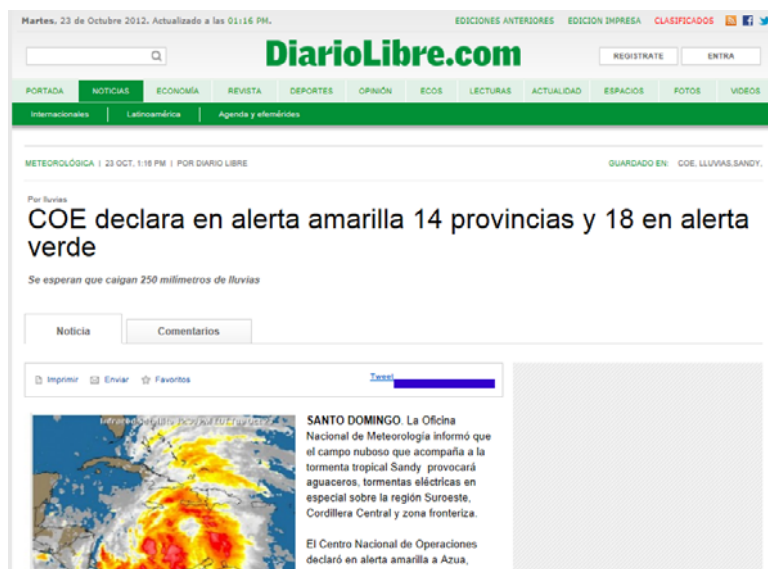 Martes, 23 de Octubre 2012. Actualizado a las 01:16 PM.
EDICIONES ANTERIORES EDICION IMPRESA CLASIFICADOS
DiarioLibre.com
REGISTRATE ENTRA
PORTADA NOTICIAS ECONOMÍA REVISTA DEPORTES OPINIÓN ECOS LECTURAS ACTUALIDAD ESPACIOS FOTOS VIDEOS
Internacionales Latinoamérica Agenda y efemérides
METEOROLÓGICA | 23 OCT, 1:16 PM | POR DIARIO LIBRE
GUARDADO EN: COE, LLUVIAS,SANDY,
Por lluvias
COE declara en alerta amarilla 14 provincias y 18 en alerta
verde
Se esperan que caigan 250 milímetros de lluvias
Noticia Comentarios
Imprimir Enviar Favoritos Tweet
SANTO DOMINGO. La Oficina
Nacional de Meteorología informó que
el campo nuboso que acompaña a la
tormenta tropical Sandy provocará
aguaceros, tormentas eléctricas en
especial sobre la región Suroeste,
Cordillera Central y zona fronteriza.
El Centro Nacional de Operaciones
declaró en alerta amarilla a Azua,